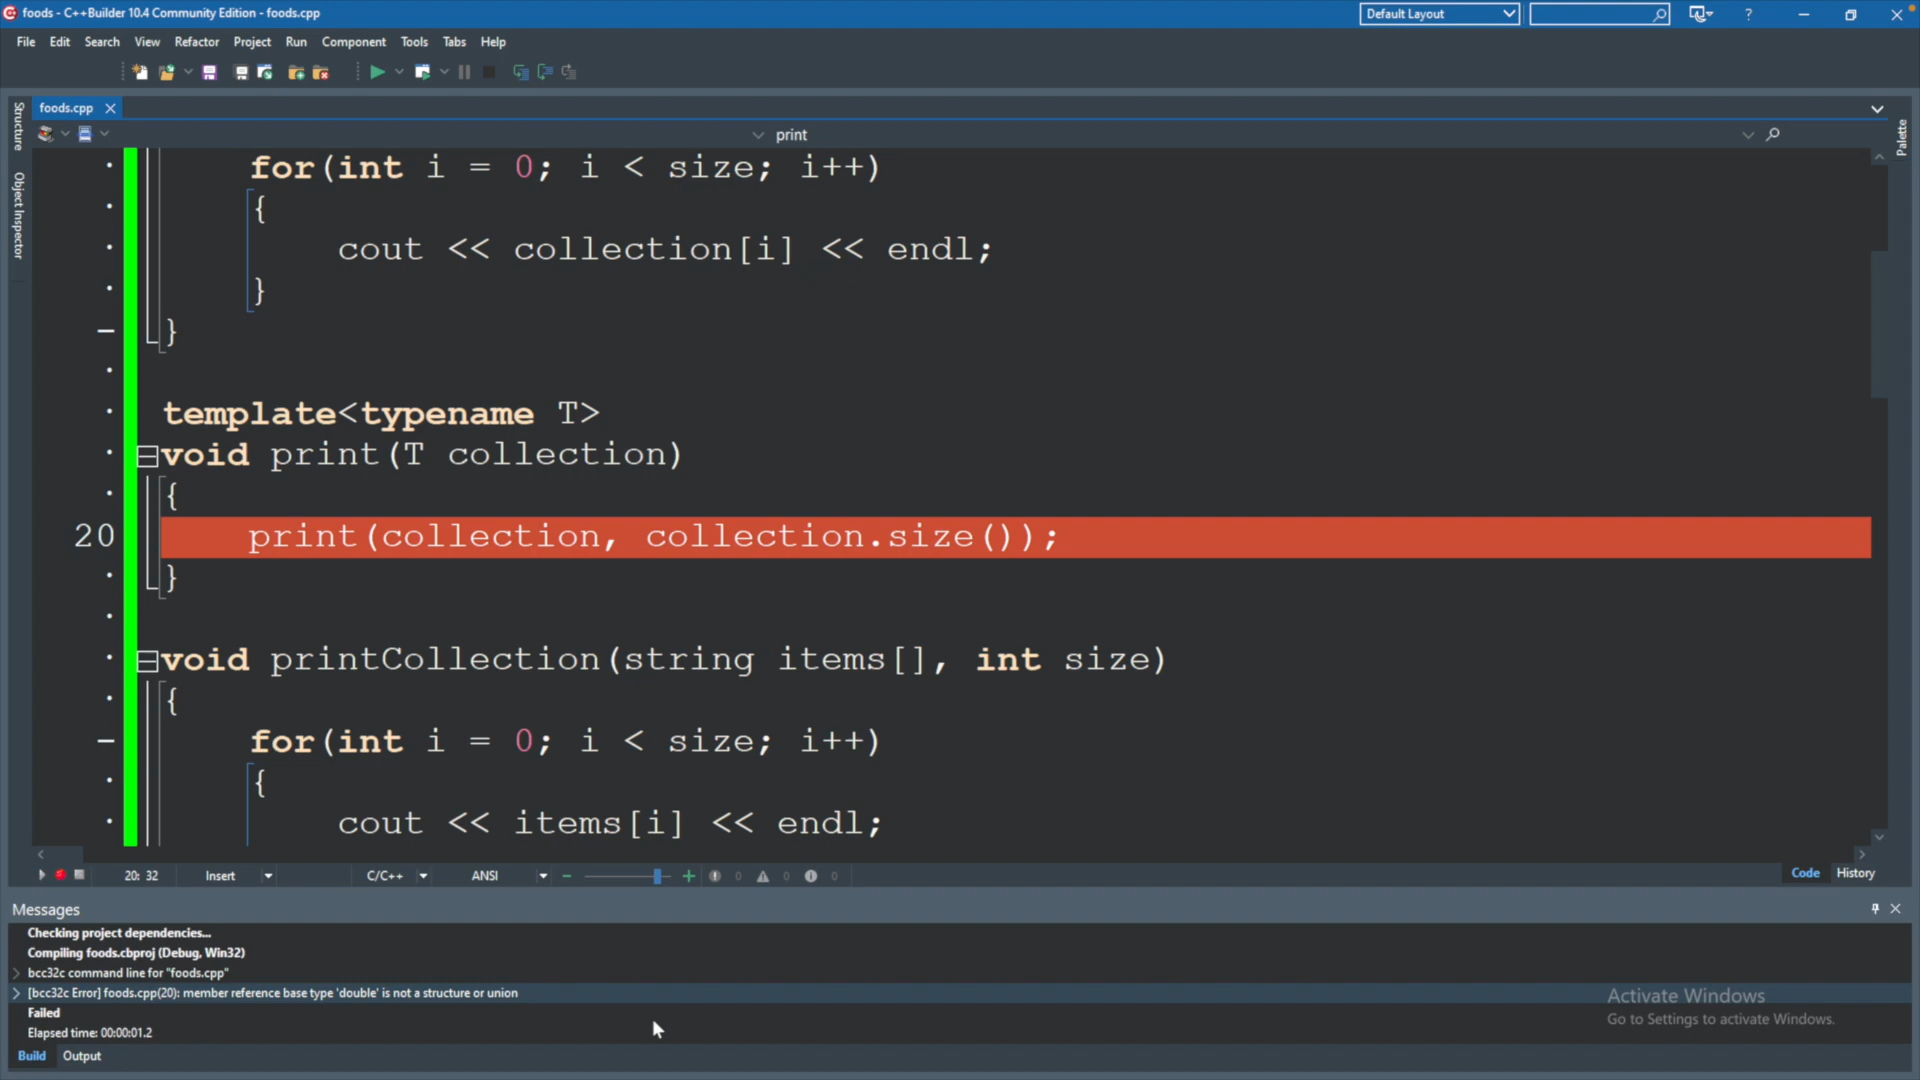 foods - C++Builder 10.4 Community Edition - foods.cpp
Default Layout
?
File Edit Search View Refactor Project Run Component Tools Tabs Help
foods.cpp
print
Structure
Object Inspector
Palette
for(int i = 0; i < size; i++)
{
cout << collection[i] << endl;
}
}
template<typename T>
void print(T collection)
{
20 print(collection, collection.size());
}
void printCollection(string items[], int size)
{
for(int i = 0; i < size; i++)
{
cout << items[i] << endl;
20: 32 Insert C/C++ ANSI 0 0 0
Code History
Messages
Checking project dependencies...
Compiling foods.cbproj (Debug, Win32)
bcc32c command line for "foods.cpp"
[bcc32c Error] foods.cpp(20): member reference base type 'double' is not a structure or union
Failed
Elapsed time: 00:00:01.2
Activate Windows
Go to Settings to activate Windows.
Build Output